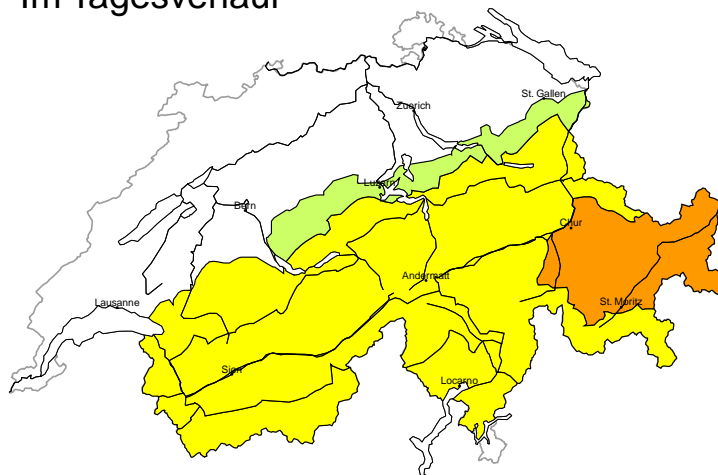 im Tagesverlauf
St. Gallen
Zuerich
Luzern
Bern
Chur
Andermatt
Lausanne
St. Moritz
Sion
Locarno